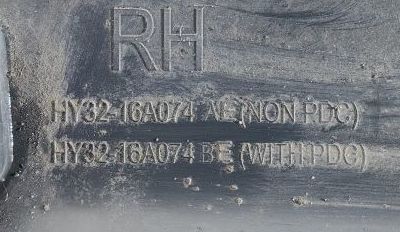 RH
HY32-16A074 AE (NON PDC)
HY32-16A074 BE (WITH PDC)